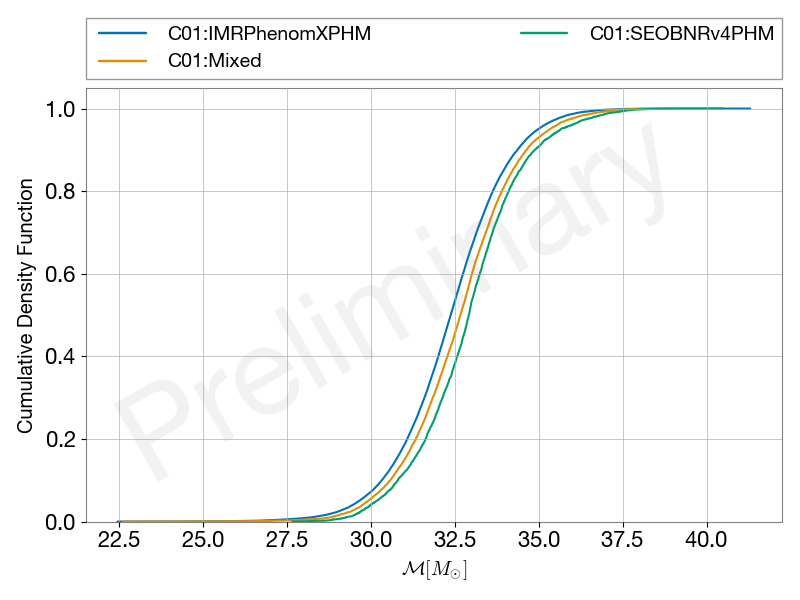 C01:IMRPhenomXPHM
C01:Mixed
C01:SEOBNRv4PHM
1.0
0.8
0.6
0.4
0.2
0.0
Cumulative Density Function
Preliminary
22.5 25.0 27.5 30.0 32.5 35.0 37.5 40.0
ℳ[M☉]